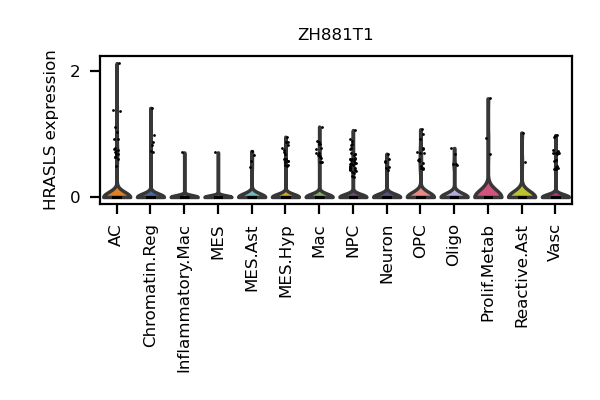 ZH881T1
HRASLS expression
2
0
AC
Chromatin.Reg
Inflammatory.Mac
MES
MES.Ast
MES.Hyp
Mac
NPC
Neuron
OPC
Oligo
Prolif.Metab
Reactive.Ast
Vasc